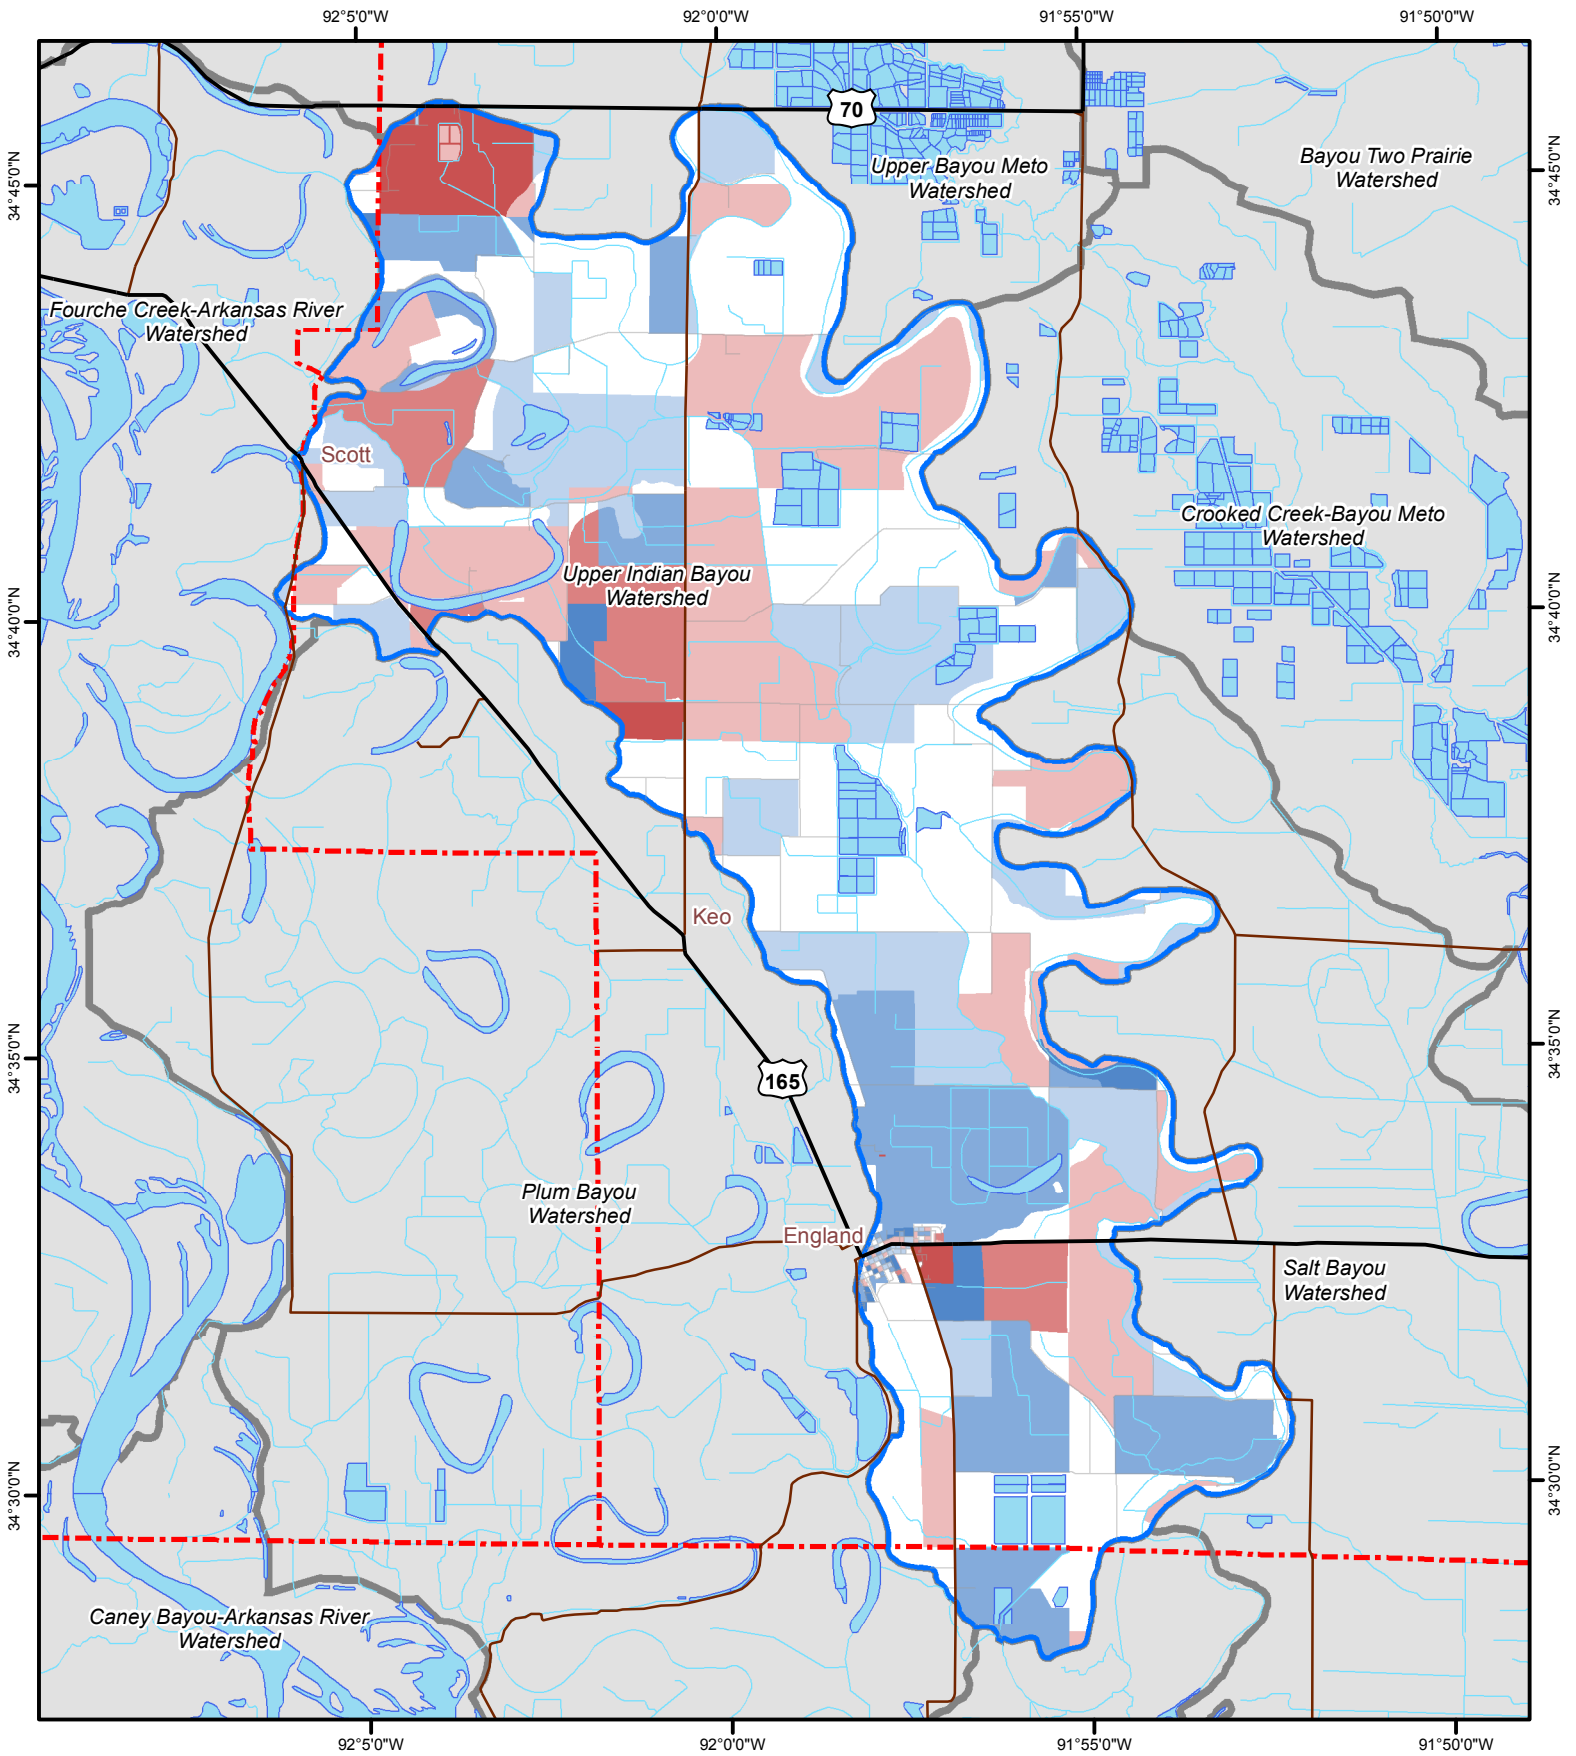 92°5'0"W
92°0'0"W
91°55'0"W
91°50'0"W
70
Upper Bayou Meto
Watershed
Bayou Two Prairie
Watershed
34°45'0"N
34°45'0"N
Fourche Creek-Arkansas River
Watershed
Scott
Crooked Creek-Bayou Meto
Watershed
Upper Indian Bayou
Watershed
34°40'0"N
34°40'0"N
Keo
34°35'0"N
34°35'0"N
165
Plum Bayou
Watershed
England
Salt Bayou
Watershed
34°30'0"N
34°30'0"N
Caney Bayou-Arkansas River
Watershed
92°5'0"W
92°0'0"W
91°55'0"W
91°50'0"W